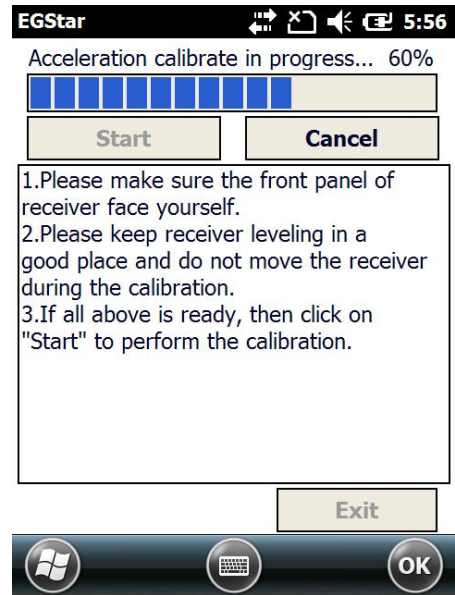 EGStar 5:56
Acceleration calibrate in progress... 60%
Start Cancel
1.Please make sure the front panel of
receiver face yourself.
2.Please keep receiver leveling in a
good place and do not move the receiver
during the calibration.
3.If all above is ready, then click on
"Start" to perform the calibration.
Exit
OK